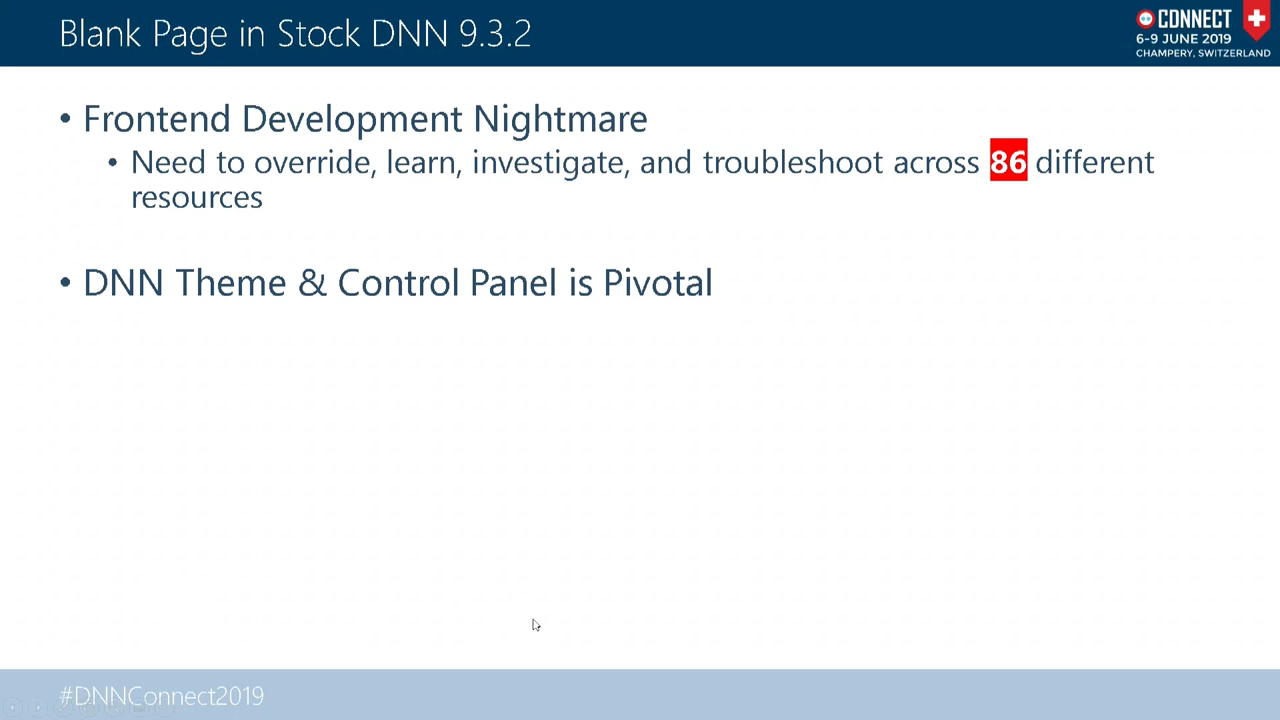 Blank Page in Stock DNN 9.3.2
CONNECT
6-9 JUNE 2019
CHAMPERY, SWITZERLAND
• Frontend Development Nightmare
• Need to override, learn, investigate, and troubleshoot across 86 different
resources
• DNN Theme & Control Panel is Pivotal
#DNNConnect2019